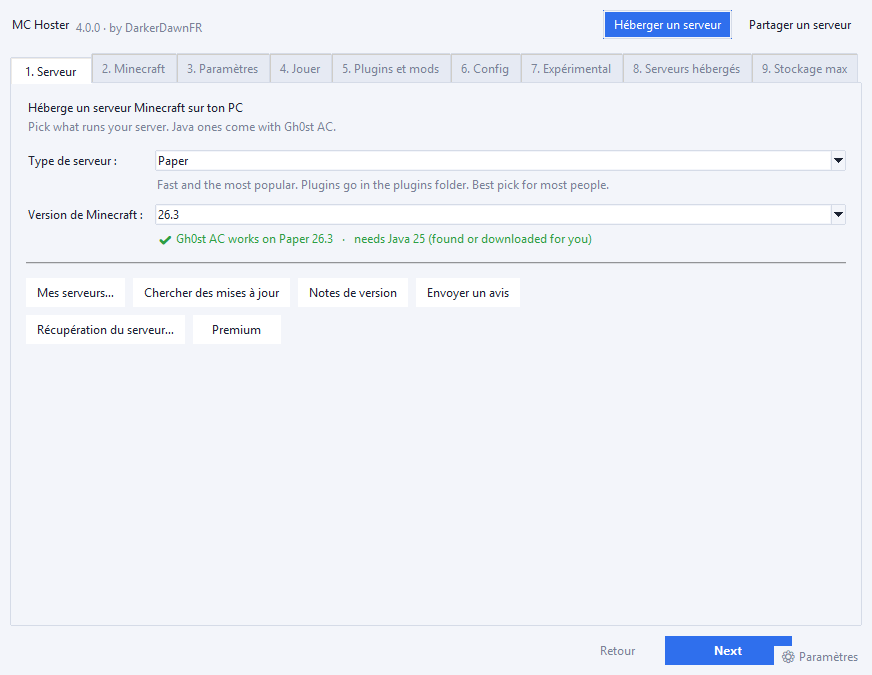 MC Hoster 4.0.0 · by DarkerDawnFR Héberger un serveur Partager un serveur
1. Serveur 2. Minecraft 3. Paramètres 4. Jouer 5. Plugins et mods 6. Config 7. Expérimental 8. Serveurs hébergés 9. Stockage max
Héberge un serveur Minecraft sur ton PC
Pick what runs your server. Java ones come with Gh0st AC.
Type de serveur : Paper
Fast and the most popular. Plugins go in the plugins folder. Best pick for most people.
Version de Minecraft : 26.3
Gh0st AC works on Paper 26.3 · needs Java 25 (found or downloaded for you)
Mes serveurs... Chercher des mises à jour Notes de version Envoyer un avis
Récupération du serveur... Premium
Retour Next Paramètres